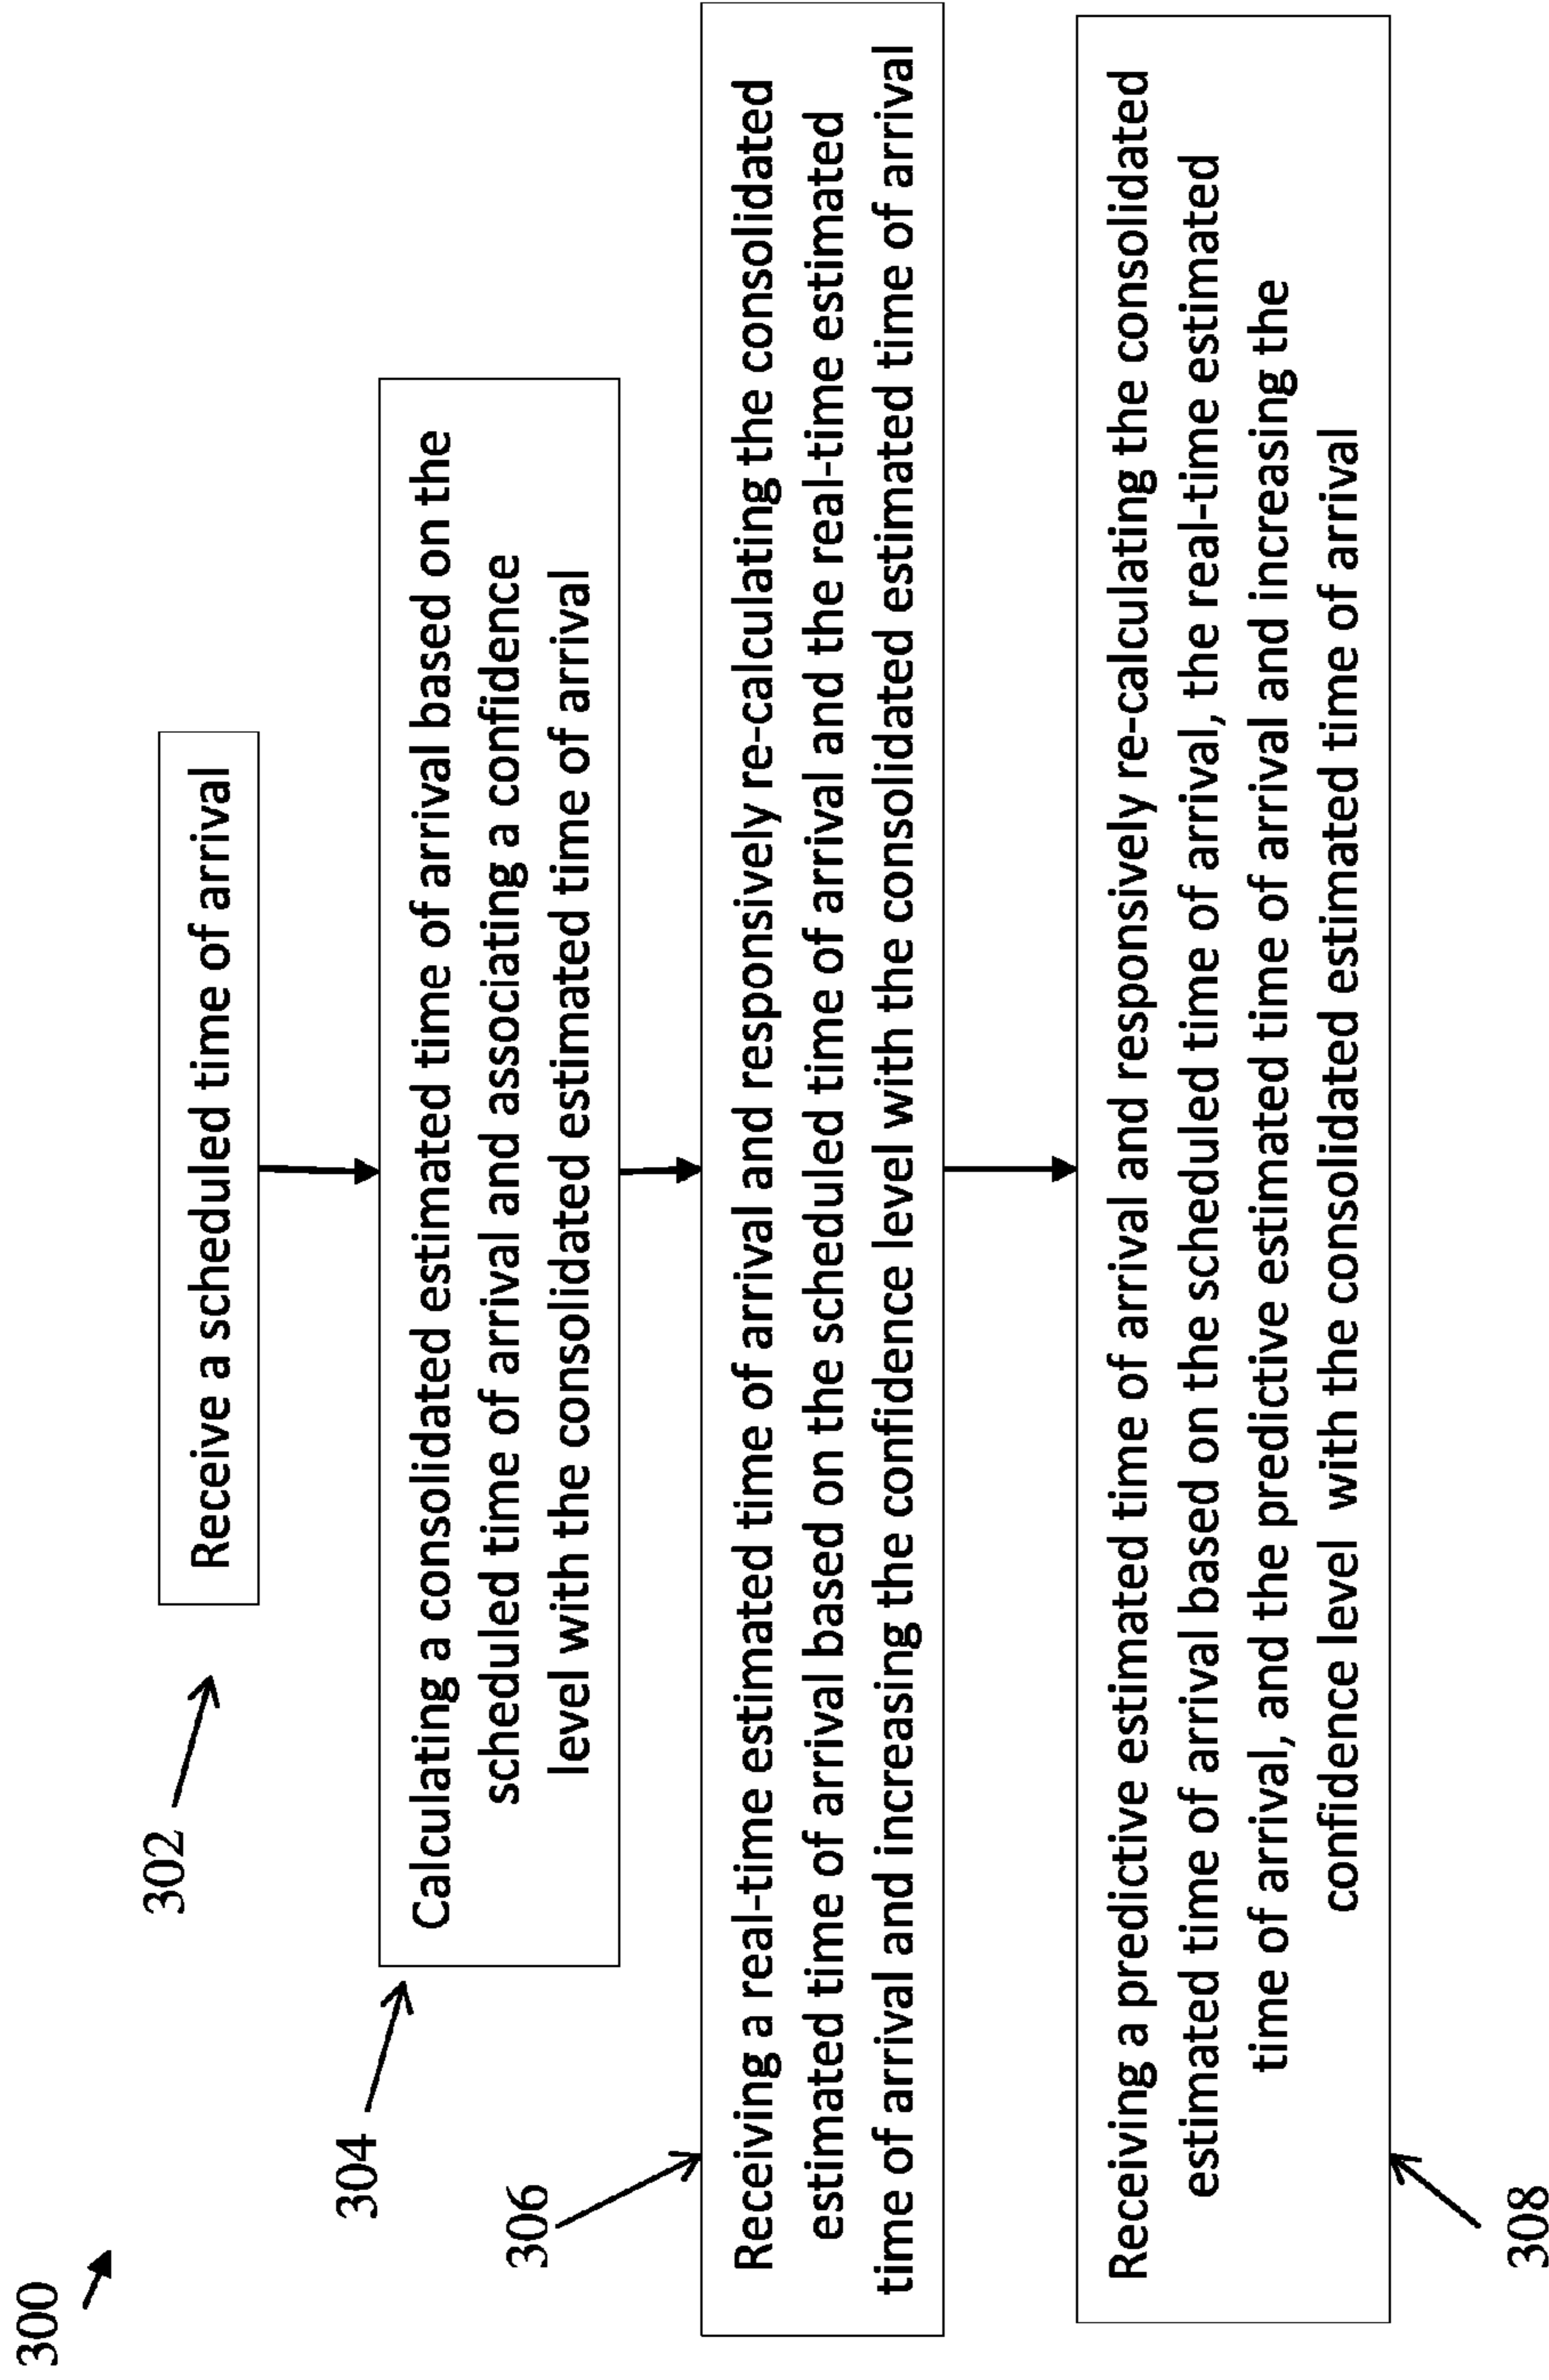 300
302
Receive a scheduled time of arrival
304
Calculating a consolidated estimated time of arrival based on the
scheduled time of arrival and associating a confidence
level with the consolidated estimated time of arrival
306
Receiving a real-time estimated time of arrival and responsively re-calculating the consolidated
estimated time of arrival based on the scheduled time of arrival and the real-time estimated
time of arrival and increasing the confidence level with the consolidated estimated time of arrival
Receiving a predictive estimated time of arrival and responsively re-calculating the consolidated
estimated time of arrival based on the scheduled time of arrival, the real-time estimated
time of arrival, and the predictive estimated time of arrival and increasing the
confidence level with the consolidated estimated time of arrival
308